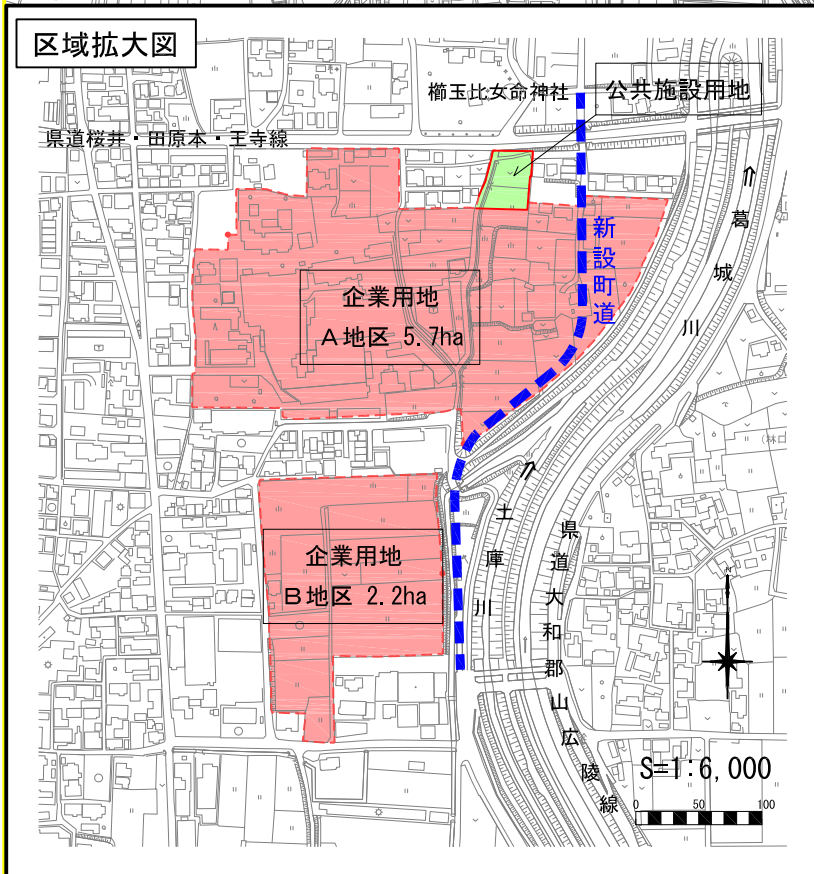 区域拡大図
櫛玉比女命神社
公共施設用地
県道桜井・田原本・王寺線
新設町道
葛城川
企業用地
A地区 5.7ha
土庫川
県道大和郡山広陵線
企業用地
B地区 2.2ha
S=1:6,000
0 50 100